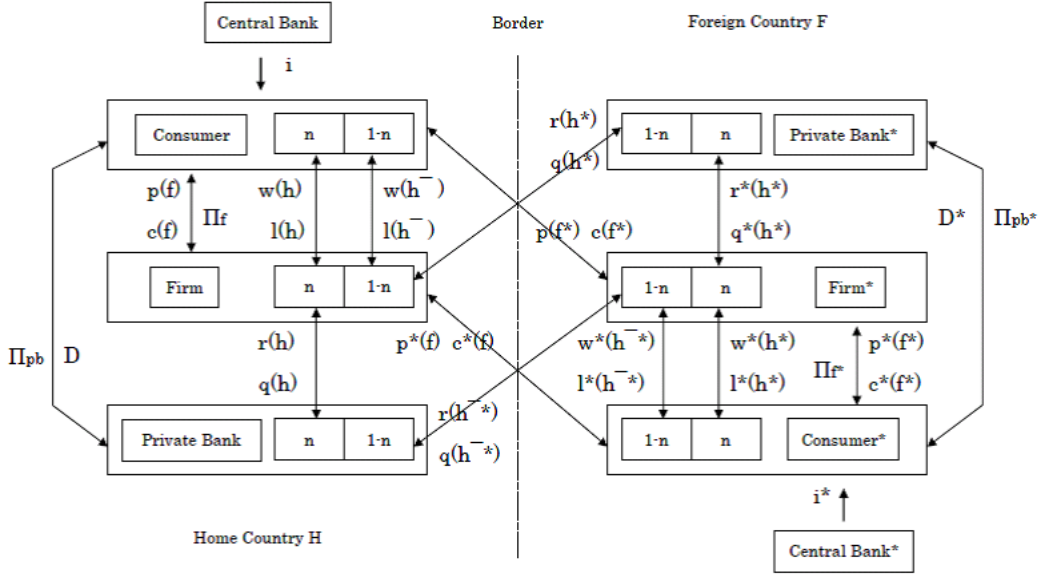 Central Bank
Border
Foreign Country F
i
Consumer n 1-n
r(h*)
1-n n Private Bank*
q(h*)
p(f) w(h) w(h¯)
Πf
c(f) l(h) l(h¯)
r*(h*)
q*(h*)
D* Πpb*
p(f*) c(f*)
Firm n 1-n
1-n n Firm*
r(h) p*(f) c*(f)
w*(h¯*) w*(h*) p*(f*)
Πpb D
Πf*
q(h)
l*(h¯*) l*(h*) c*(f*)
r(h¯*)
Private Bank n 1-n
q(h¯*)
1-n n Consumer*
i*
Home Country H
Central Bank*